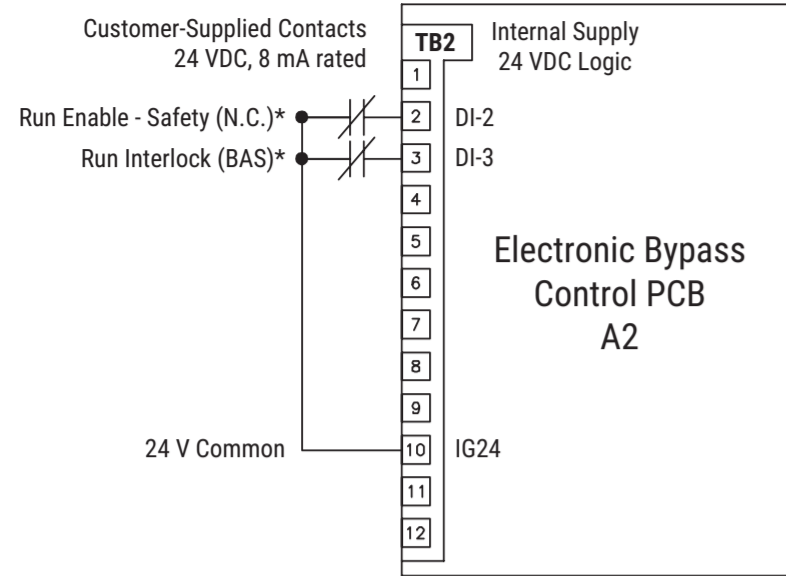 Customer-Supplied Contacts
24 VDC, 8 mA rated
TB2
Internal Supply
24 VDC Logic
1
Run Enable - Safety (N.C.)*
2
DI-2
Run Interlock (BAS)*
3
DI-3
4
5
6
7
8
9
Electronic Bypass
Control PCB
A2
24 V Common
10
IG24
11
12